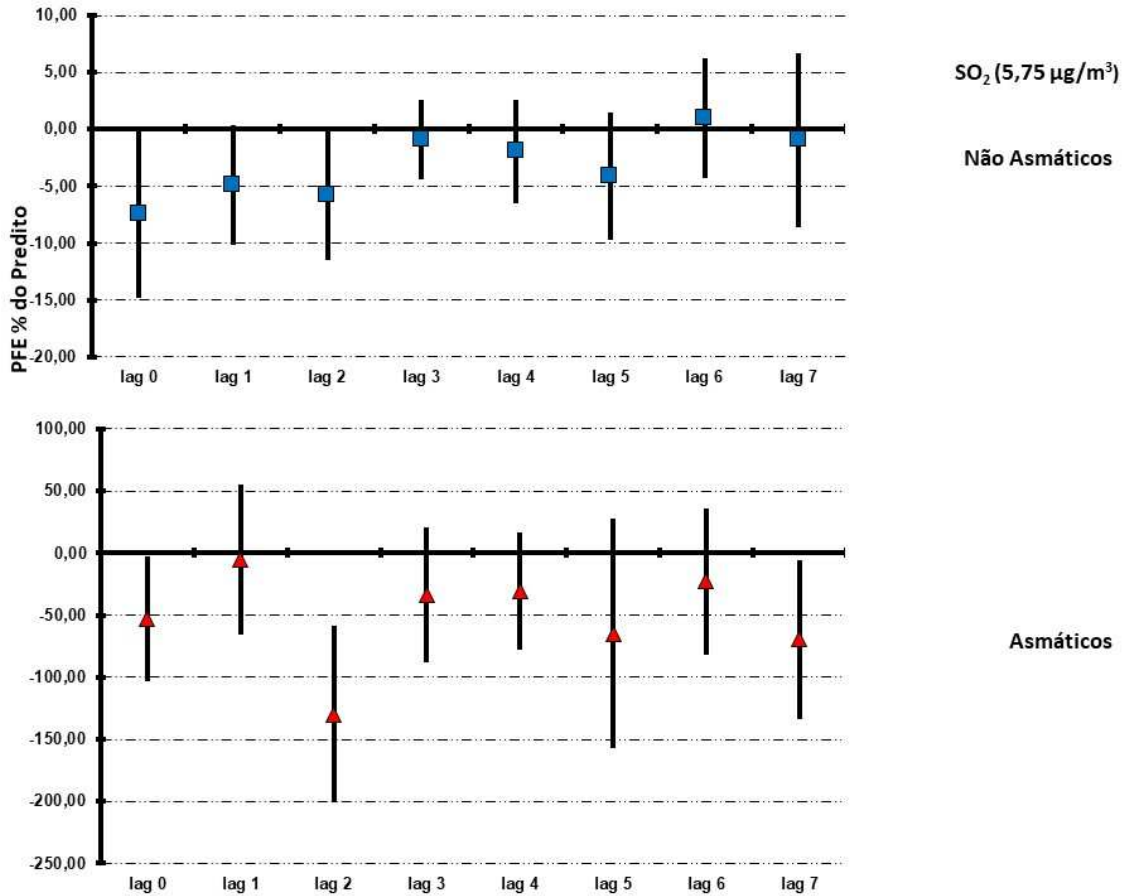 10,00
5,00
0,00
-5,00
-10,00
-15,00
-20,00
PFE % do Predito
lag 0 lag 1 lag 2 lag 3 lag 4 lag 5 lag 6 lag 7
SO₂ (5,75 µg/m³)
Não Asmáticos
100,00
50,00
0,00
-50,00
-100,00
-150,00
-200,00
-250,00
lag 0 lag 1 lag 2 lag 3 lag 4 lag 5 lag 6 lag 7
Asmáticos